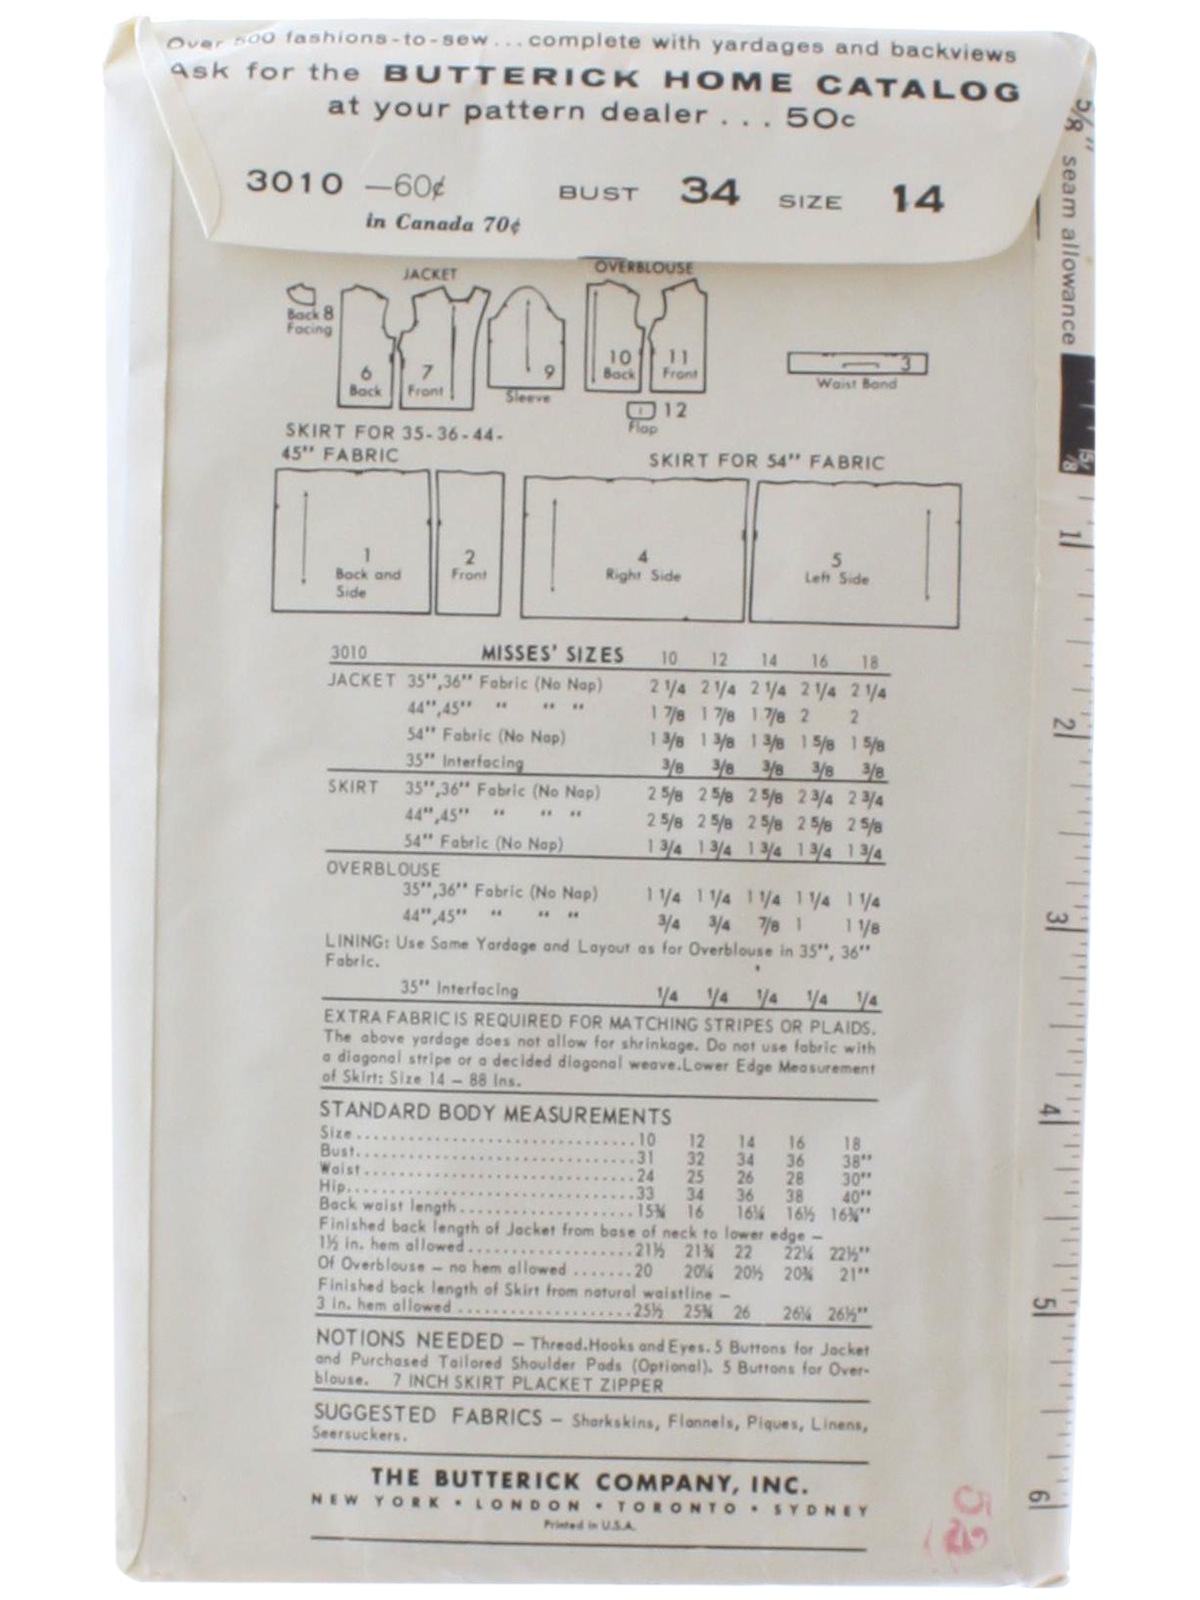 Over 500 fashions-to-sew...complete with yardages and backviews
Ask for the BUTTERICK HOME CATALOG
at your pattern dealer . . . 50c
3010 —60¢ BUST 34 SIZE 14
in Canada 70¢
5/8" seam allowance
JACKET OVERBLOUSE
Back 8
Facing
6
Back
7
Front
9
Sleeve
10
Back
11
Front
3
Waist Band
12
Flap
SKIRT FOR 35-36-44-
45" FABRIC
SKIRT FOR 54" FABRIC
1
Back and
Side
2
Front
4
Right Side
5
Left Side
3010 MISSES' SIZES 10 12 14 16 18
JACKET 35",36" Fabric (No Nap) 2 1/4 2 1/4 2 1/4 2 1/4 2 1/4
44",45" " " " 1 7/8 1 7/8 1 7/8 2 2
54" Fabric (No Nap) 1 3/8 1 3/8 1 3/8 1 5/8 1 5/8
35" Interfacing 3/8 3/8 3/8 3/8 3/8
SKIRT 35",36" Fabric (No Nap) 2 5/8 2 5/8 2 5/8 2 3/4 2 3/4
44",45" " " " 2 5/8 2 5/8 2 5/8 2 5/8 2 5/8
54" Fabric (No Nap) 1 3/4 1 3/4 1 3/4 1 3/4 1 3/4
OVERBLOUSE
35",36" Fabric (No Nap) 1 1/4 1 1/4 1 1/4 1 1/4 1 1/4
44",45" " " " 3/4 3/4 7/8 1 1 1/8
LINING: Use Same Yardage and Layout as for Overblouse in 35", 36"
Fabric.
35" Interfacing 1/4 1/4 1/4 1/4 1/4
EXTRA FABRIC IS REQUIRED FOR MATCHING STRIPES OR PLAIDS.
The above yardage does not allow for shrinkage. Do not use fabric with
a diagonal stripe or a decided diagonal weave.Lower Edge Measurement
of Skirt: Size 14 – 88 Ins.
STANDARD BODY MEASUREMENTS
Size.................................10 12 14 16 18
Bust.................................31 32 34 36 38"
Waist................................24 25 26 28 30"
Hip..................................33 34 36 38 40"
Back waist length....................15¾ 16 16¼ 16½ 16¾"
Finished back length of Jacket from base of neck to lower edge –
1½ in. hem allowed...................21½ 21¾ 22 22¼ 22½"
Of Overblouse – no hem allowed .......20 20¼ 20½ 20¾ 21"
Finished back length of Skirt from natural waistline –
3 in. hem allowed ....................25½ 25¾ 26 26¼ 26½"
NOTIONS NEEDED – Thread.Hooks and Eyes. 5 Buttons for Jacket
and Purchased Tailored Shoulder Pads (Optional). 5 Buttons for Over-
blouse. 7 INCH SKIRT PLACKET ZIPPER
SUGGESTED FABRICS – Sharkskins, Flannels, Piques, Linens,
Seersuckers.
THE BUTTERICK COMPANY, INC.
NEW YORK • LONDON • TORONTO • SYDNEY
Printed in U.S.A.
5/8
1
2
3
4
5
6